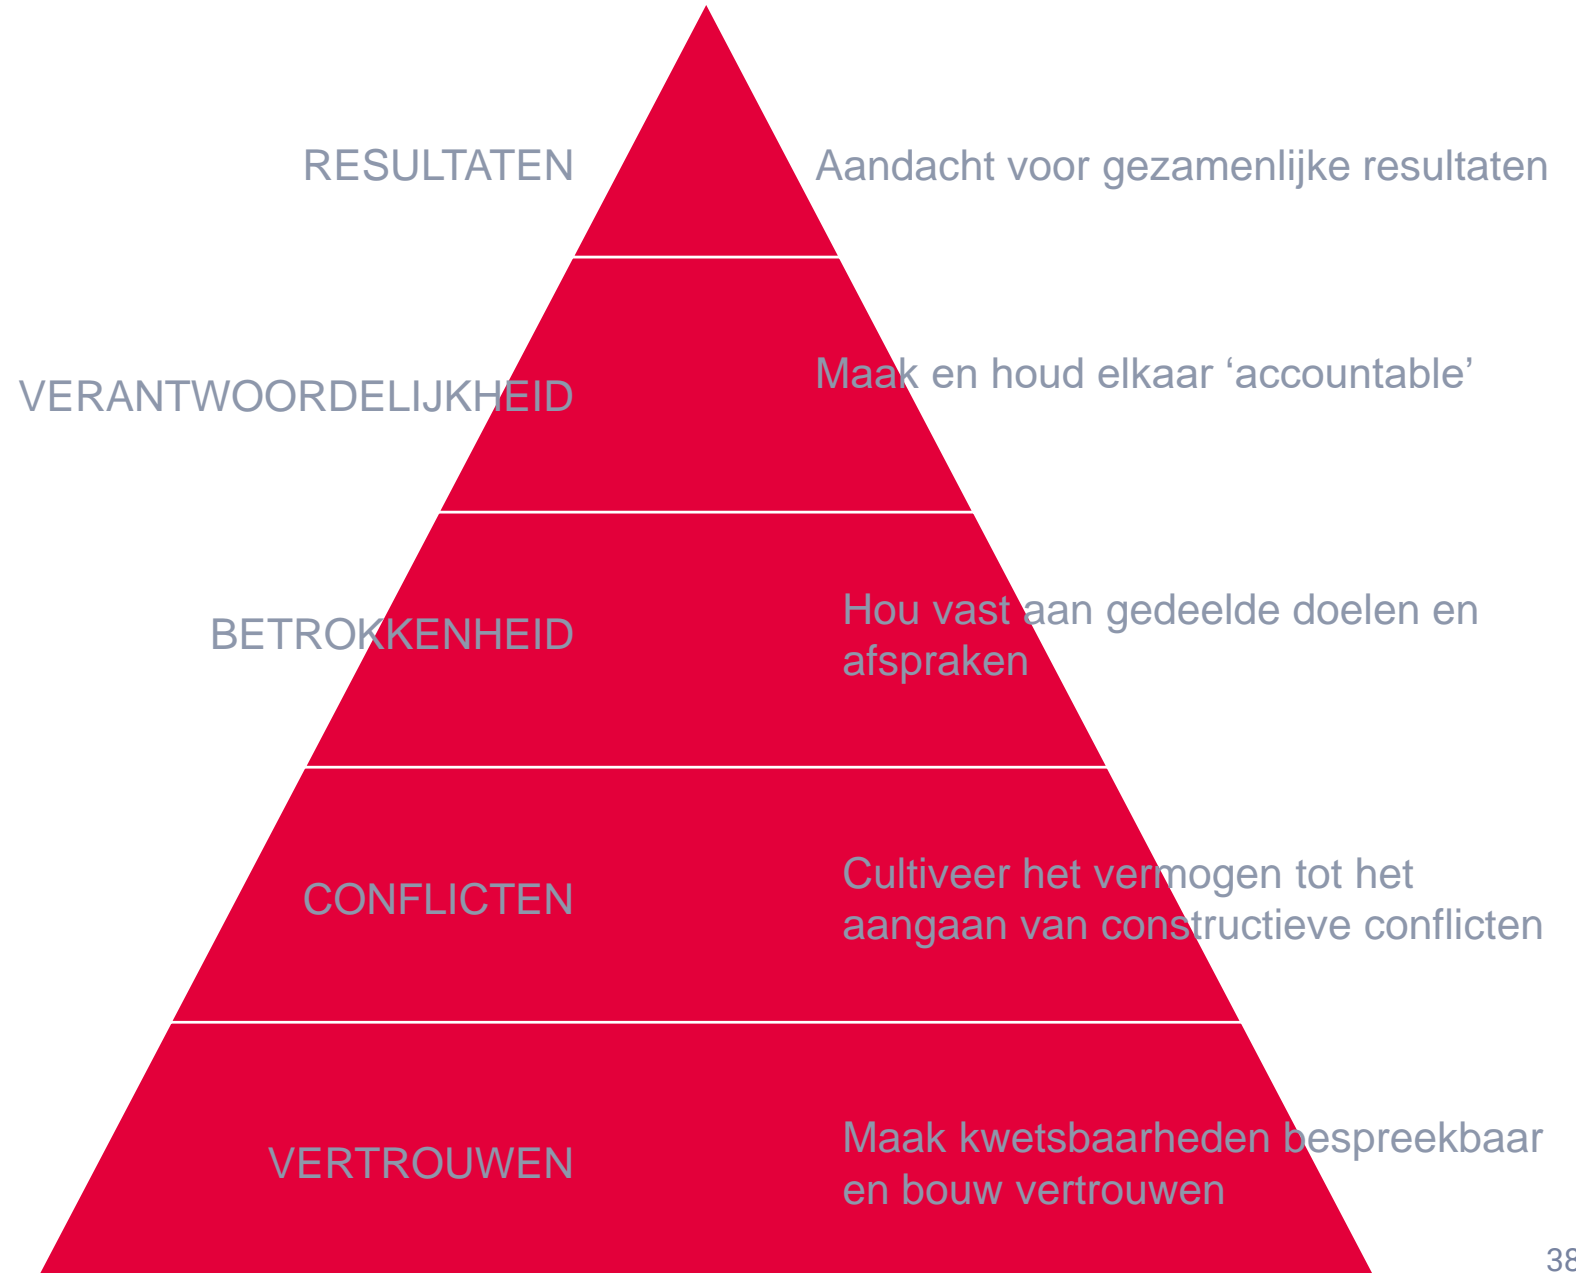 RESULTATEN
Aandacht voor gezamenlijke resultaten
VERANTWOORDELIJKHEID
Maak en houd elkaar ‘accountable’
BETROKKENHEID
Hou vast aan gedeelde doelen en
afspraken
CONFLICTEN
Cultiveer het vermogen tot het
aangaan van constructieve conflicten
VERTROUWEN
Maak kwetsbaarheden bespreekbaar
en bouw vertrouwen
38